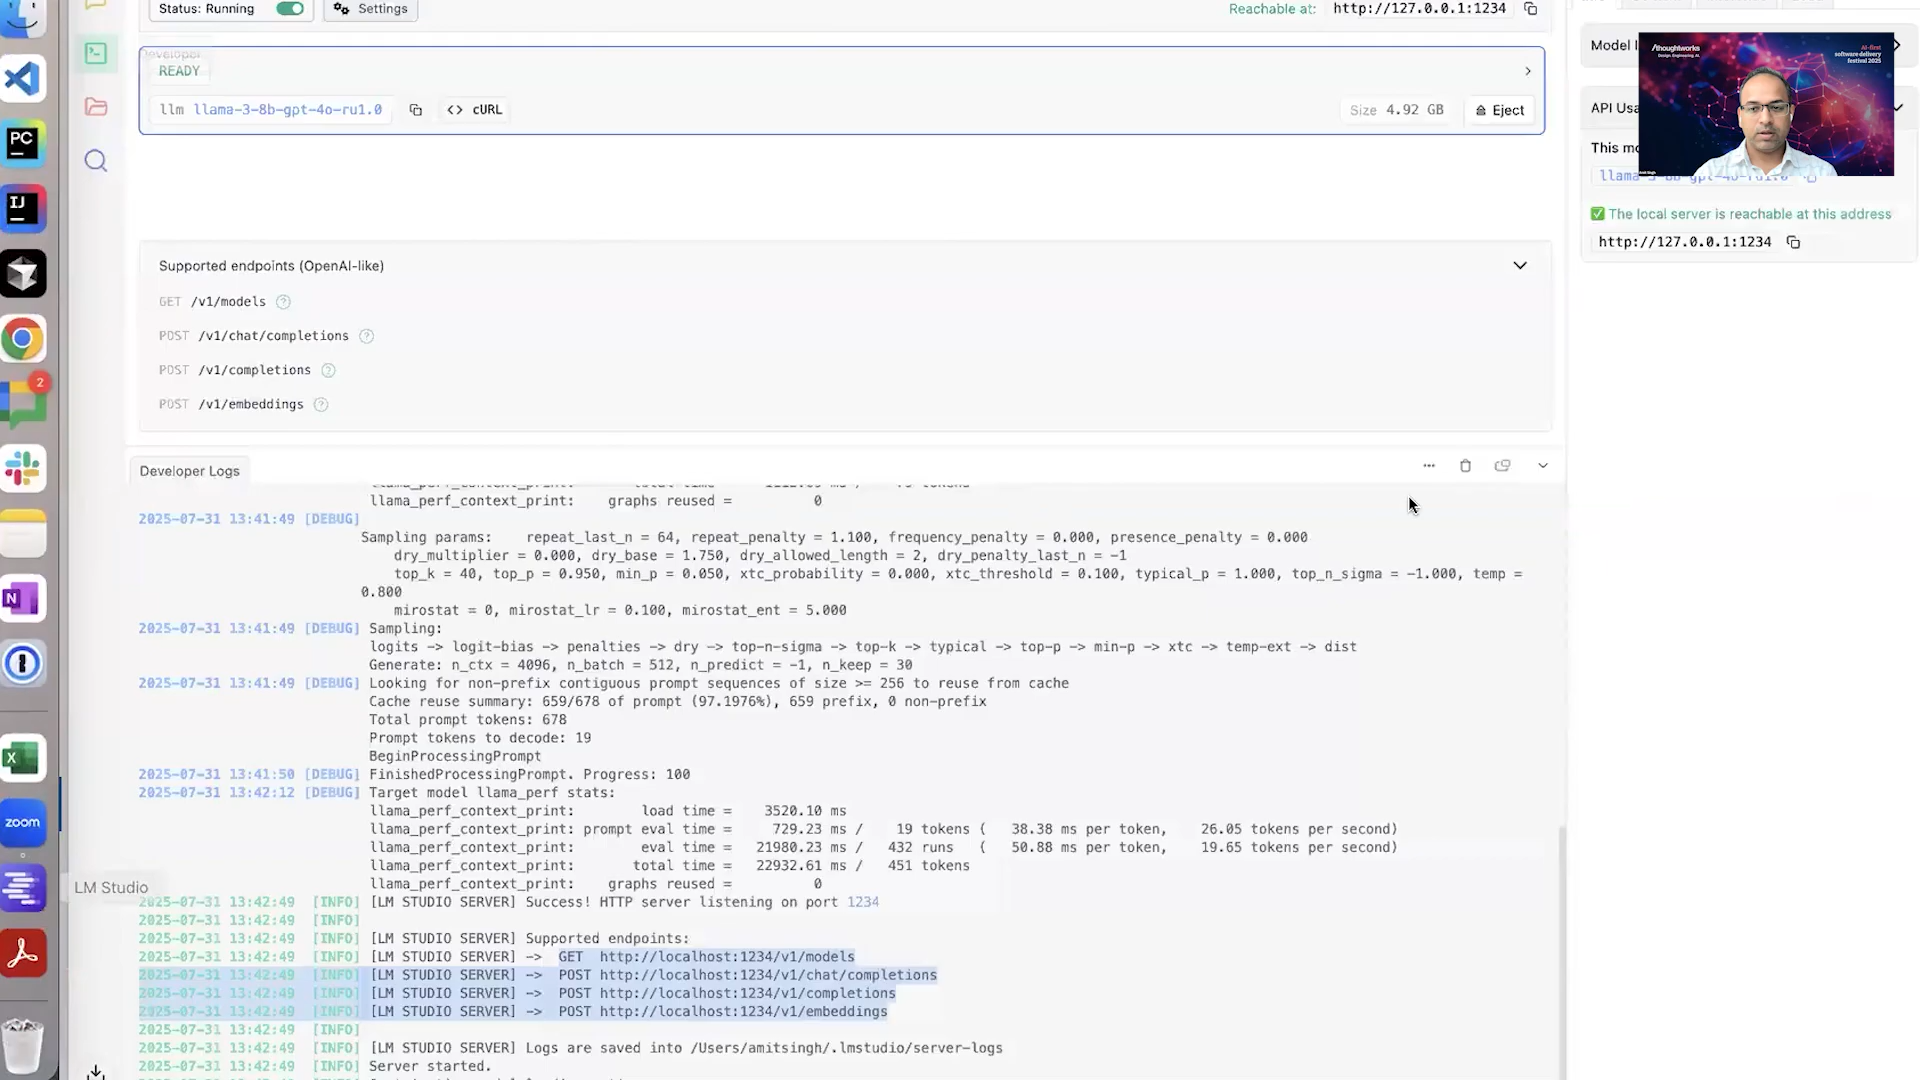 Status: Running
Settings
Reachable at: http://127.0.0.1:1234
Developer
READY
llm llama-3-8b-gpt-4o-ru1.0
<> cURL
Size 4.92 GB
Eject
Supported endpoints (OpenAI-like)
GET /v1/models
POST /v1/chat/completions
POST /v1/completions
POST /v1/embeddings
Developer Logs
llama_perf_context_print: graphs reused = 0
2025-07-31 13:41:49 [DEBUG]
Sampling params: repeat_last_n = 64, repeat_penalty = 1.100, frequency_penalty = 0.000, presence_penalty = 0.000
dry_multiplier = 0.000, dry_base = 1.750, dry_allowed_length = 2, dry_penalty_last_n = -1
top_k = 40, top_p = 0.950, min_p = 0.050, xtc_probability = 0.000, xtc_threshold = 0.100, typical_p = 1.000, top_n_sigma = -1.000, temp =
0.800
mirostat = 0, mirostat_lr = 0.100, mirostat_ent = 5.000
2025-07-31 13:41:49 [DEBUG] Sampling:
logits -> logit-bias -> penalties -> dry -> top-n-sigma -> top-k -> typical -> top-p -> min-p -> xtc -> temp-ext -> dist
Generate: n_ctx = 4096, n_batch = 512, n_predict = -1, n_keep = 30
2025-07-31 13:41:49 [DEBUG] Looking for non-prefix contiguous prompt sequences of size >= 256 to reuse from cache
Cache reuse summary: 659/678 of prompt (97.1976%), 659 prefix, 0 non-prefix
Total prompt tokens: 678
Prompt tokens to decode: 19
BeginProcessingPrompt
2025-07-31 13:41:50 [DEBUG] FinishedProcessingPrompt. Progress: 100
2025-07-31 13:42:12 [DEBUG] Target model llama_perf stats:
llama_perf_context_print: load time = 3520.10 ms
llama_perf_context_print: prompt eval time = 729.23 ms / 19 tokens ( 38.38 ms per token, 26.05 tokens per second)
llama_perf_context_print: eval time = 21980.23 ms / 432 runs ( 50.88 ms per token, 19.65 tokens per second)
llama_perf_context_print: total time = 22932.61 ms / 451 tokens
llama_perf_context_print: graphs reused = 0
2025-07-31 13:42:49 [INFO] [LM STUDIO SERVER] Success! HTTP server listening on port 1234
2025-07-31 13:42:49 [INFO]
2025-07-31 13:42:49 [INFO] [LM STUDIO SERVER] Supported endpoints:
2025-07-31 13:42:49 [INFO] [LM STUDIO SERVER] -> GET http://localhost:1234/v1/models
2025-07-31 13:42:49 [INFO] [LM STUDIO SERVER] -> POST http://localhost:1234/v1/chat/completions
2025-07-31 13:42:49 [INFO] [LM STUDIO SERVER] -> POST http://localhost:1234/v1/completions
2025-07-31 13:42:49 [INFO] [LM STUDIO SERVER] -> POST http://localhost:1234/v1/embeddings
2025-07-31 13:42:49 [INFO]
2025-07-31 13:42:49 [INFO] [LM STUDIO SERVER] Logs are saved into /Users/amitsingh/.lmstudio/server-logs
2025-07-31 13:42:49 [INFO] Server started.
LM Studio
PC
IJ
2
N
zoom
Model
API Usa
This mo
llama-3-8b-gpt-4o-ru1.0
✅ The local server is reachable at this address
http://127.0.0.1:1234
/thoughtworks
Design. Engineering. AI.
AI-first
software delivery
festival 2025